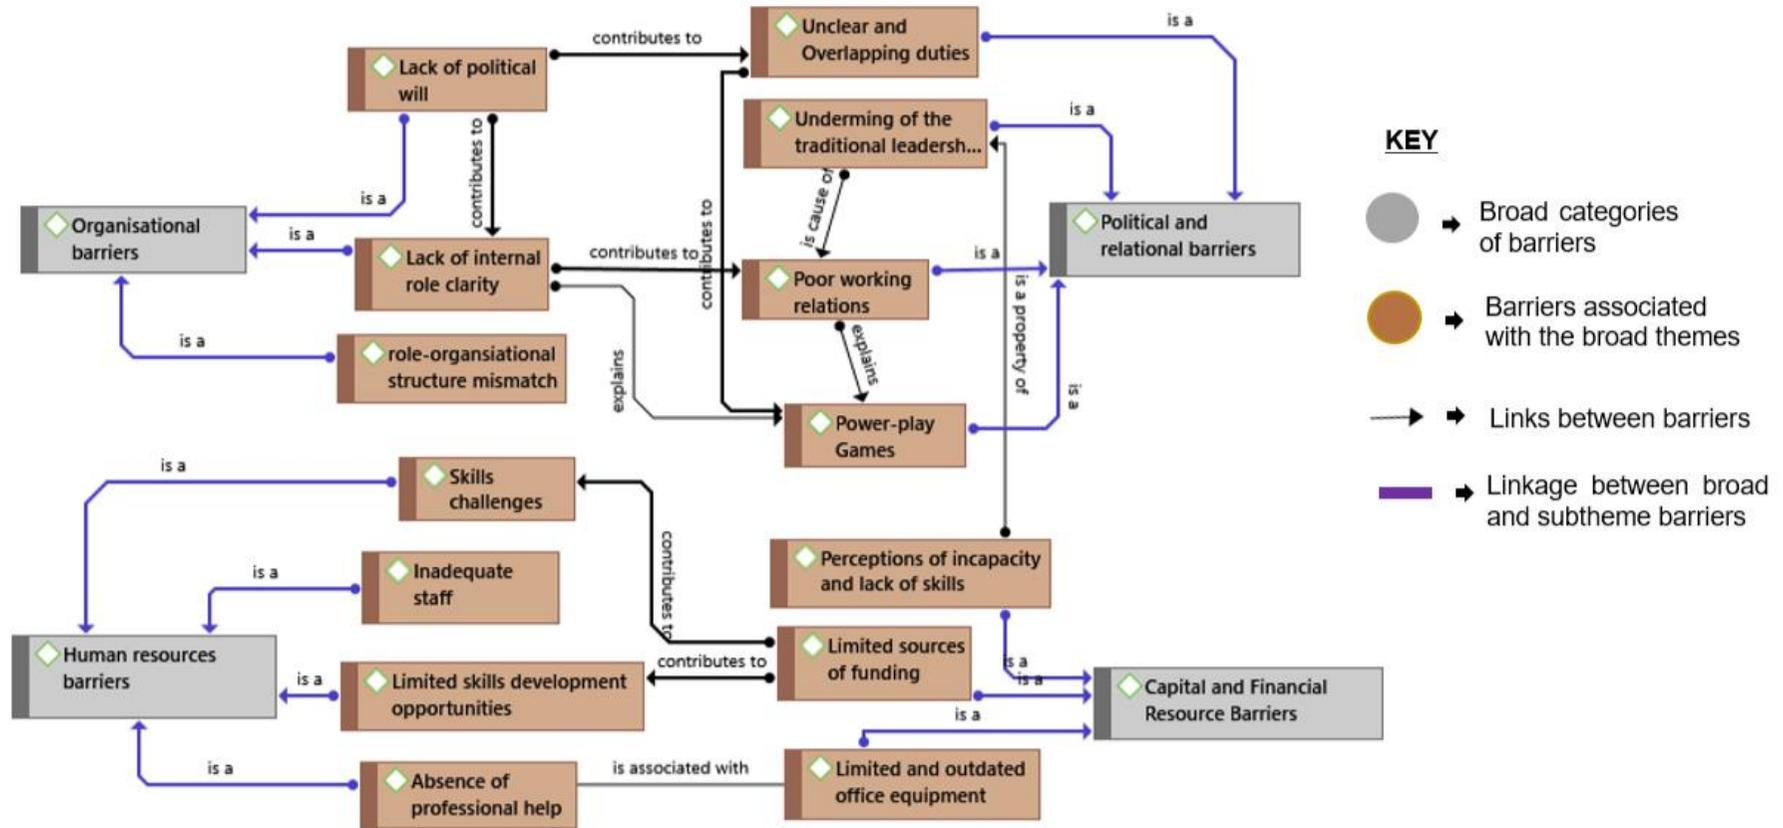 Unclear and
Overlapping duties
is a
contributes to
Lack of political
will
Underming of the
traditional leadersh...
is a
KEY
contributes to
is cause of
Broad categories
of barriers
Organisational
barriers
is a
is a
contributes to
Political and
relational barriers
Lack of internal
role clarity
contributes to
Poor working
relations
is a
is a property of
Barriers associated
with the broad themes
is a
role-organsiational
structure mismatch
explains
explains
is a
Power-play
Games
Links between barriers
is a
Skills
challenges
Linkage between broad
and subtheme barriers
contributes to
is a
Inadequate
staff
Perceptions of incapacity
and lack of skills
Human resources
barriers
Limited sources
of funding
contributes to
is a
is a
is a
Limited skills development
opportunities
Capital and Financial
Resource Barriers
is a
is a
Absence of
professional help
is associated with
Limited and outdated
office equipment